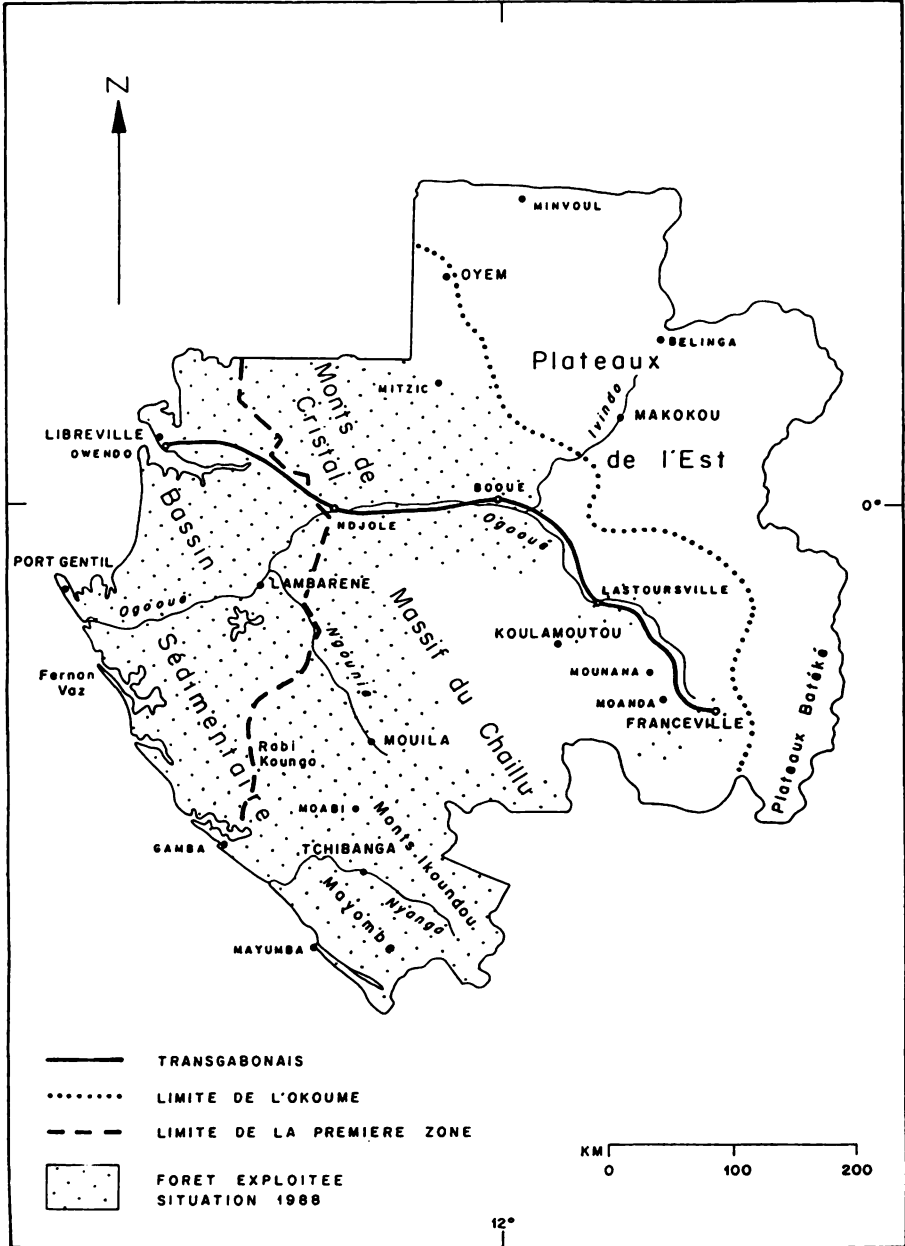 N
MINVOUL
OYEM
BELINGA
Plateaux
MITZIC
Monts de
Cristal
Ivindo
MAKOKOU
LIBREVILLE
OWENDO
de l'Est
BOOUE
0°
Bassin
NDJOLE
Ogooué
PORT GENTIL
LAMBARENE
LASTOURSVILLE
Ogooué
Massif du Chaillu
KOULAMOUTOU
Sédimentaire
N'gounié
Fernan
Vaz
MOUNANA
MOANDA
FRANCEVILLE
Plateaux Batéké
MOUILA
Rabi
Kounga
MOABI
Monts Ikoundou
GAMBA
TCHIBANGA
Mayombe
Nyanga
MAYUMBA
TRANSGABONAIS
LIMITE DE L'OKOUME
LIMITE DE LA PREMIERE ZONE
FORET EXPLOITEE
SITUATION 1988
KM
0 100 200
12°